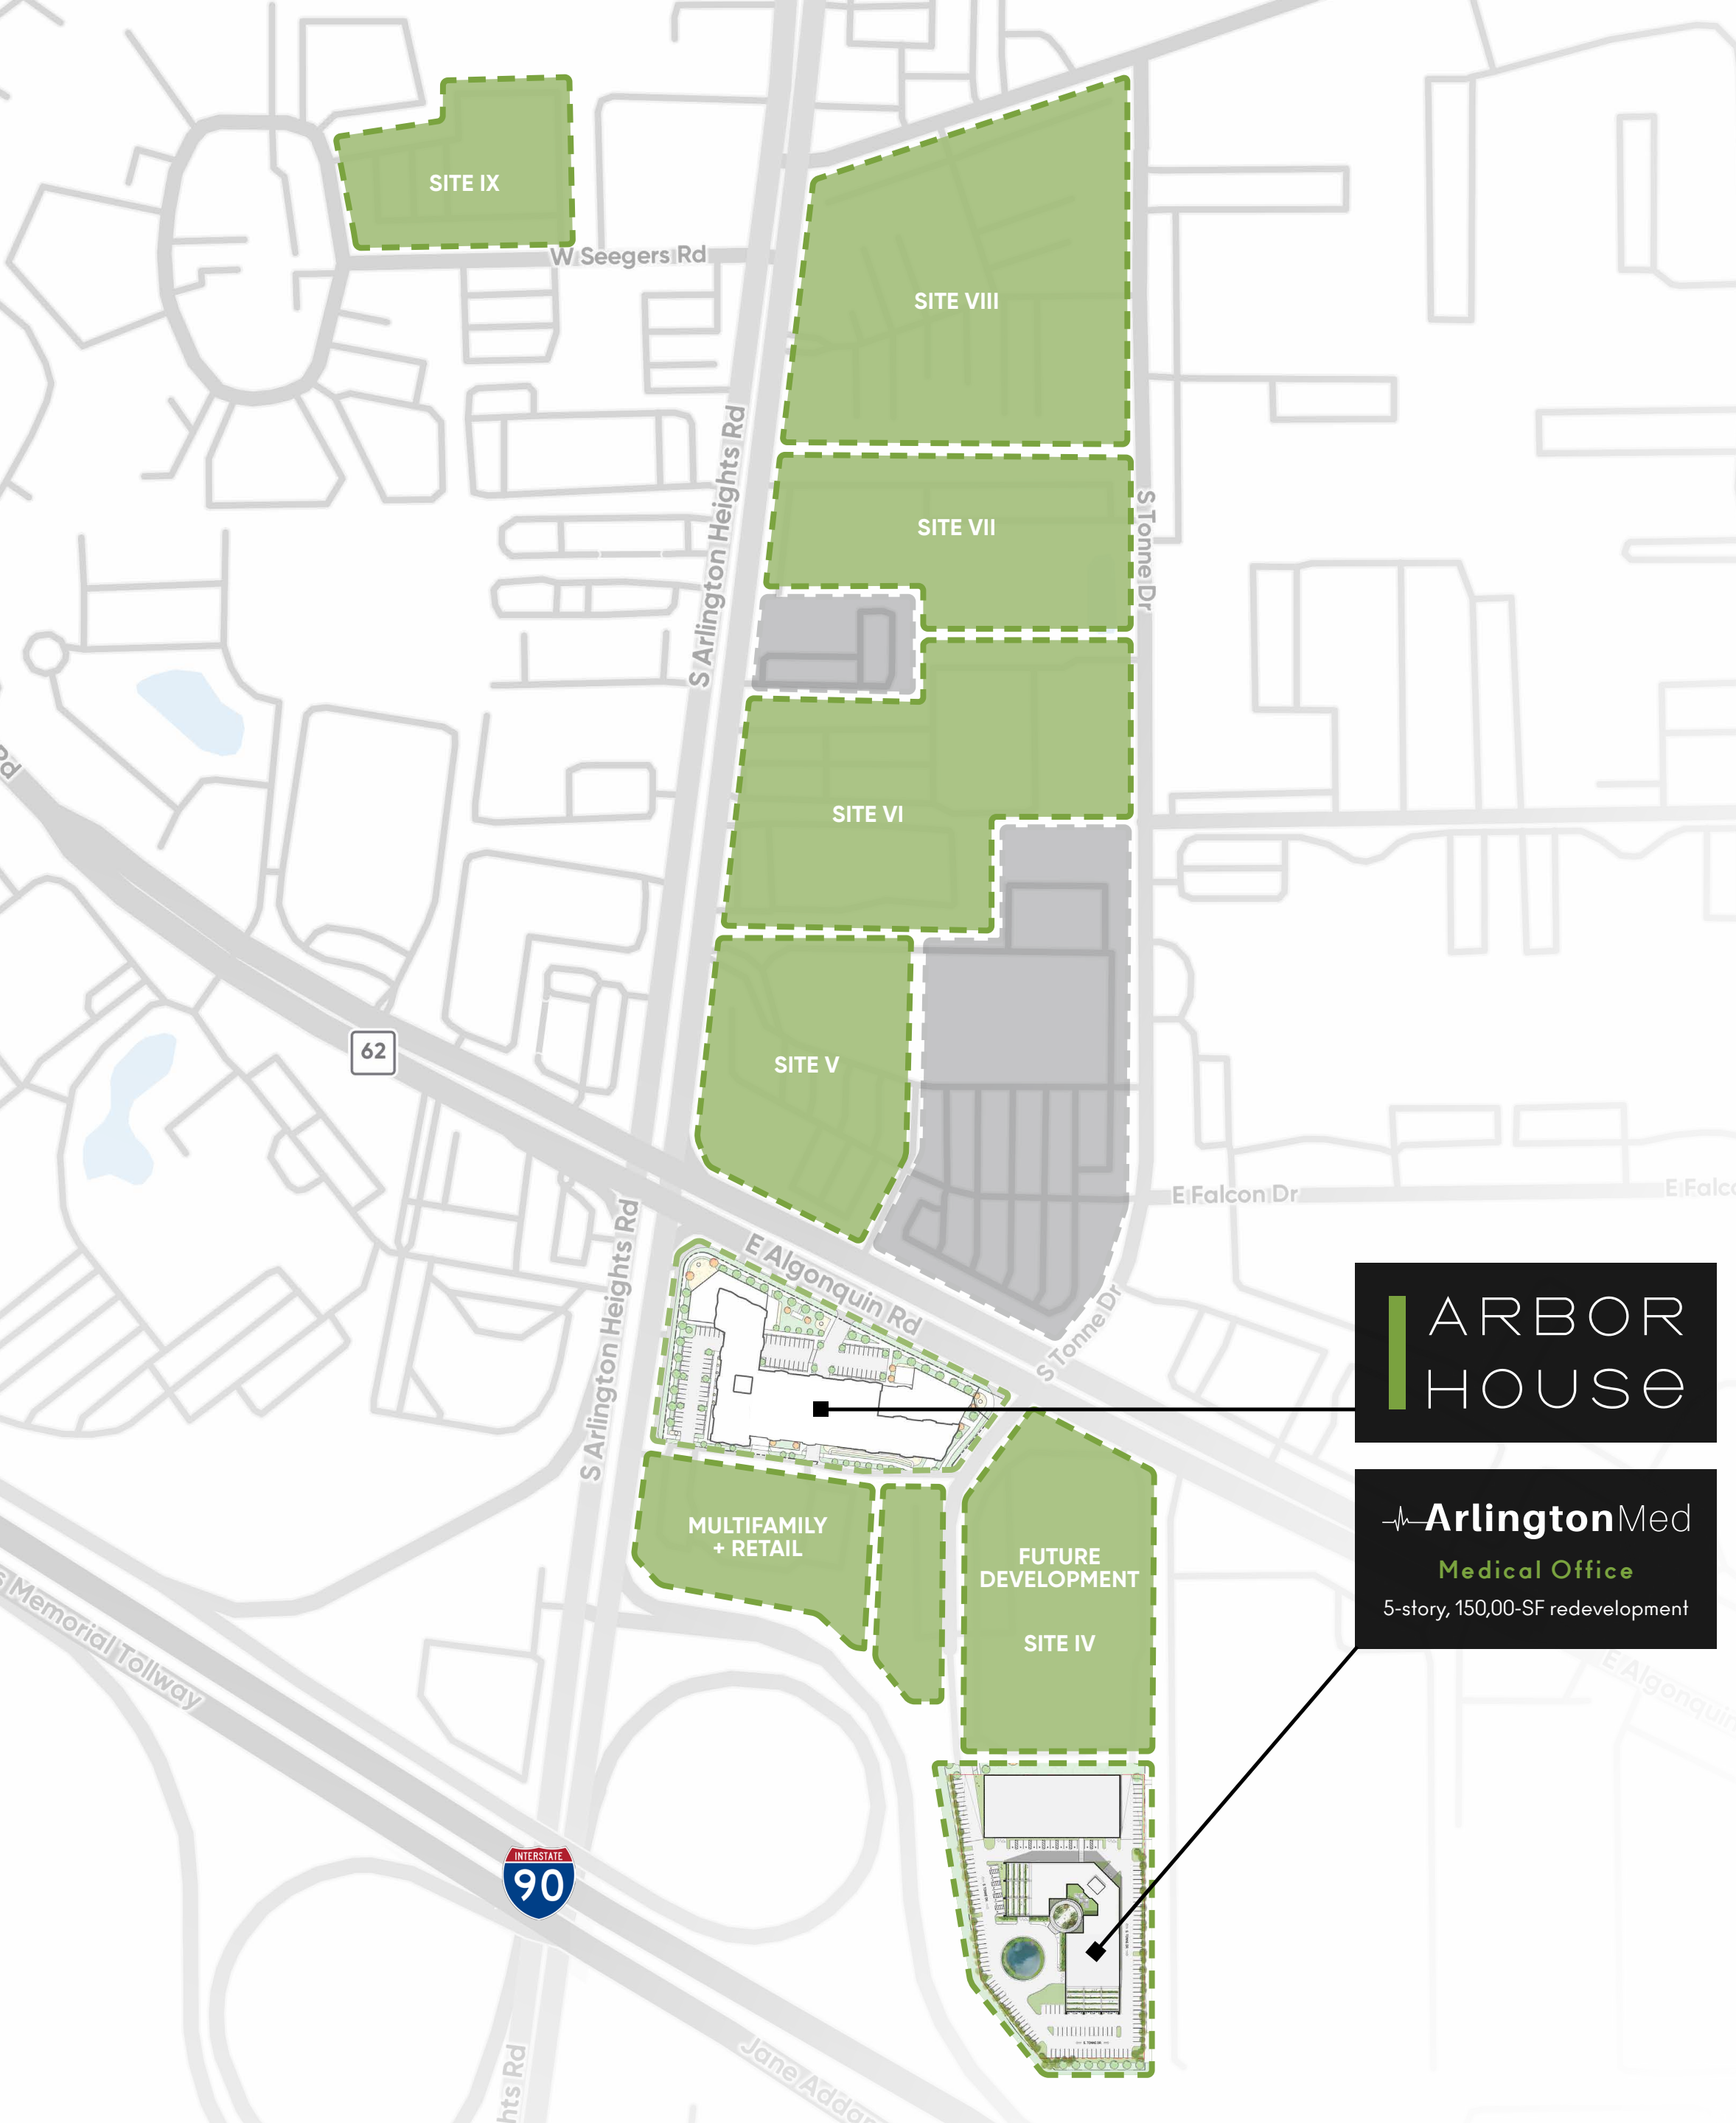 SITE IX
W Seegers Rd
SITE VIII
S Arlington Heights Rd
SITE VII
S Tonne Dr
Rd
SITE VI
62
SITE V
E Falcon Dr
E Falco
E Algonquin Rd
S Arlington Heights Rd
S Tonne Dr
ARBOR
HOUSe
MULTIFAMILY
+ RETAIL
FUTURE
DEVELOPMENT
SITE IV
ArlingtonMed
Medical Office
5-story, 150,00-SF redevelopment
s Memorial Tollway
E Algonquin
INTERSTATE
90
Jane Addam
hts Rd